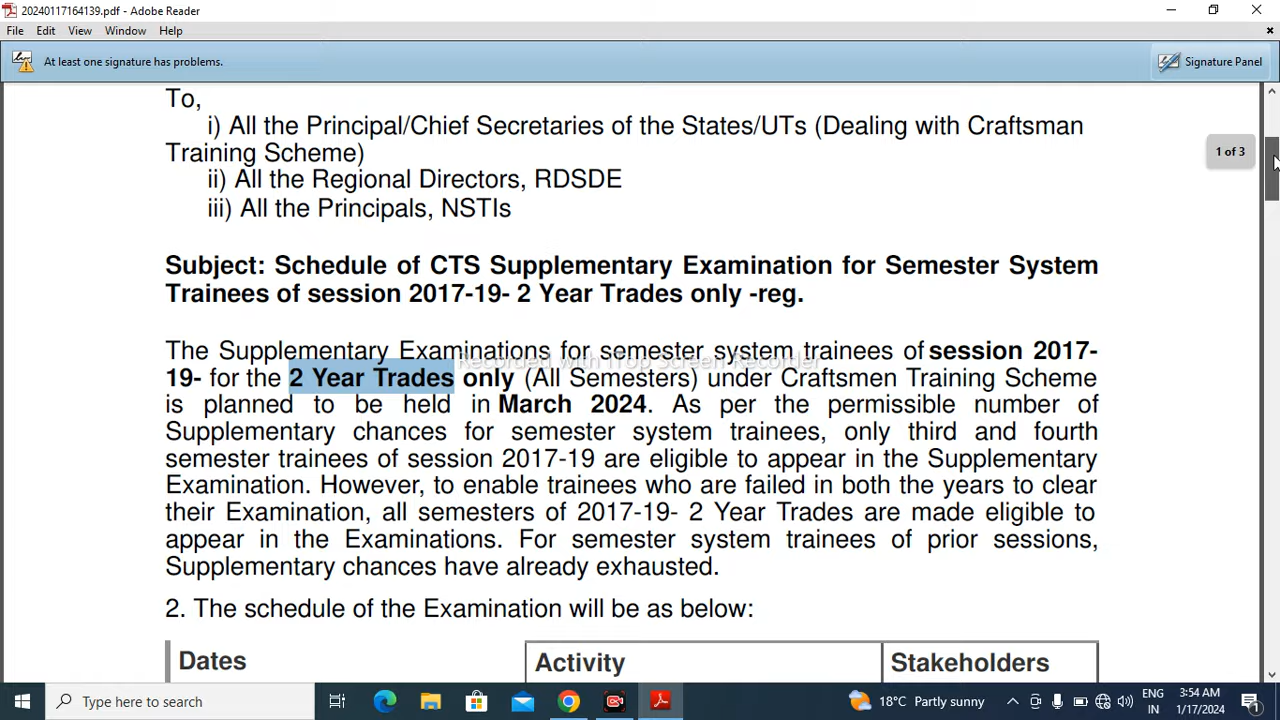 20240117164139.pdf - Adobe Reader
File Edit View Window Help
At least one signature has problems.
Signature Panel
To,
i) All the Principal/Chief Secretaries of the States/UTs (Dealing with Craftsman
Training Scheme)
1 of 3
ii) All the Regional Directors, RDSDE
iii) All the Principals, NSTIs
Subject: Schedule of CTS Supplementary Examination for Semester System
Trainees of session 2017-19- 2 Year Trades only -reg.
The Supplementary Examinations for semester system trainees of session 2017-
Recorded with iTop Screen Recorder
19- for the 2 Year Trades only (All Semesters) under Craftsmen Training Scheme
is planned to be held in March 2024. As per the permissible number of
Supplementary chances for semester system trainees, only third and fourth
semester trainees of session 2017-19 are eligible to appear in the Supplementary
Examination. However, to enable trainees who are failed in both the years to clear
their Examination, all semesters of 2017-19- 2 Year Trades are made eligible to
appear in the Examinations. For semester system trainees of prior sessions,
Supplementary chances have already exhausted.
2. The schedule of the Examination will be as below:
Dates Activity Stakeholders
Type here to search
18°C Partly sunny
ENG
IN
3:54 AM
1/17/2024
1